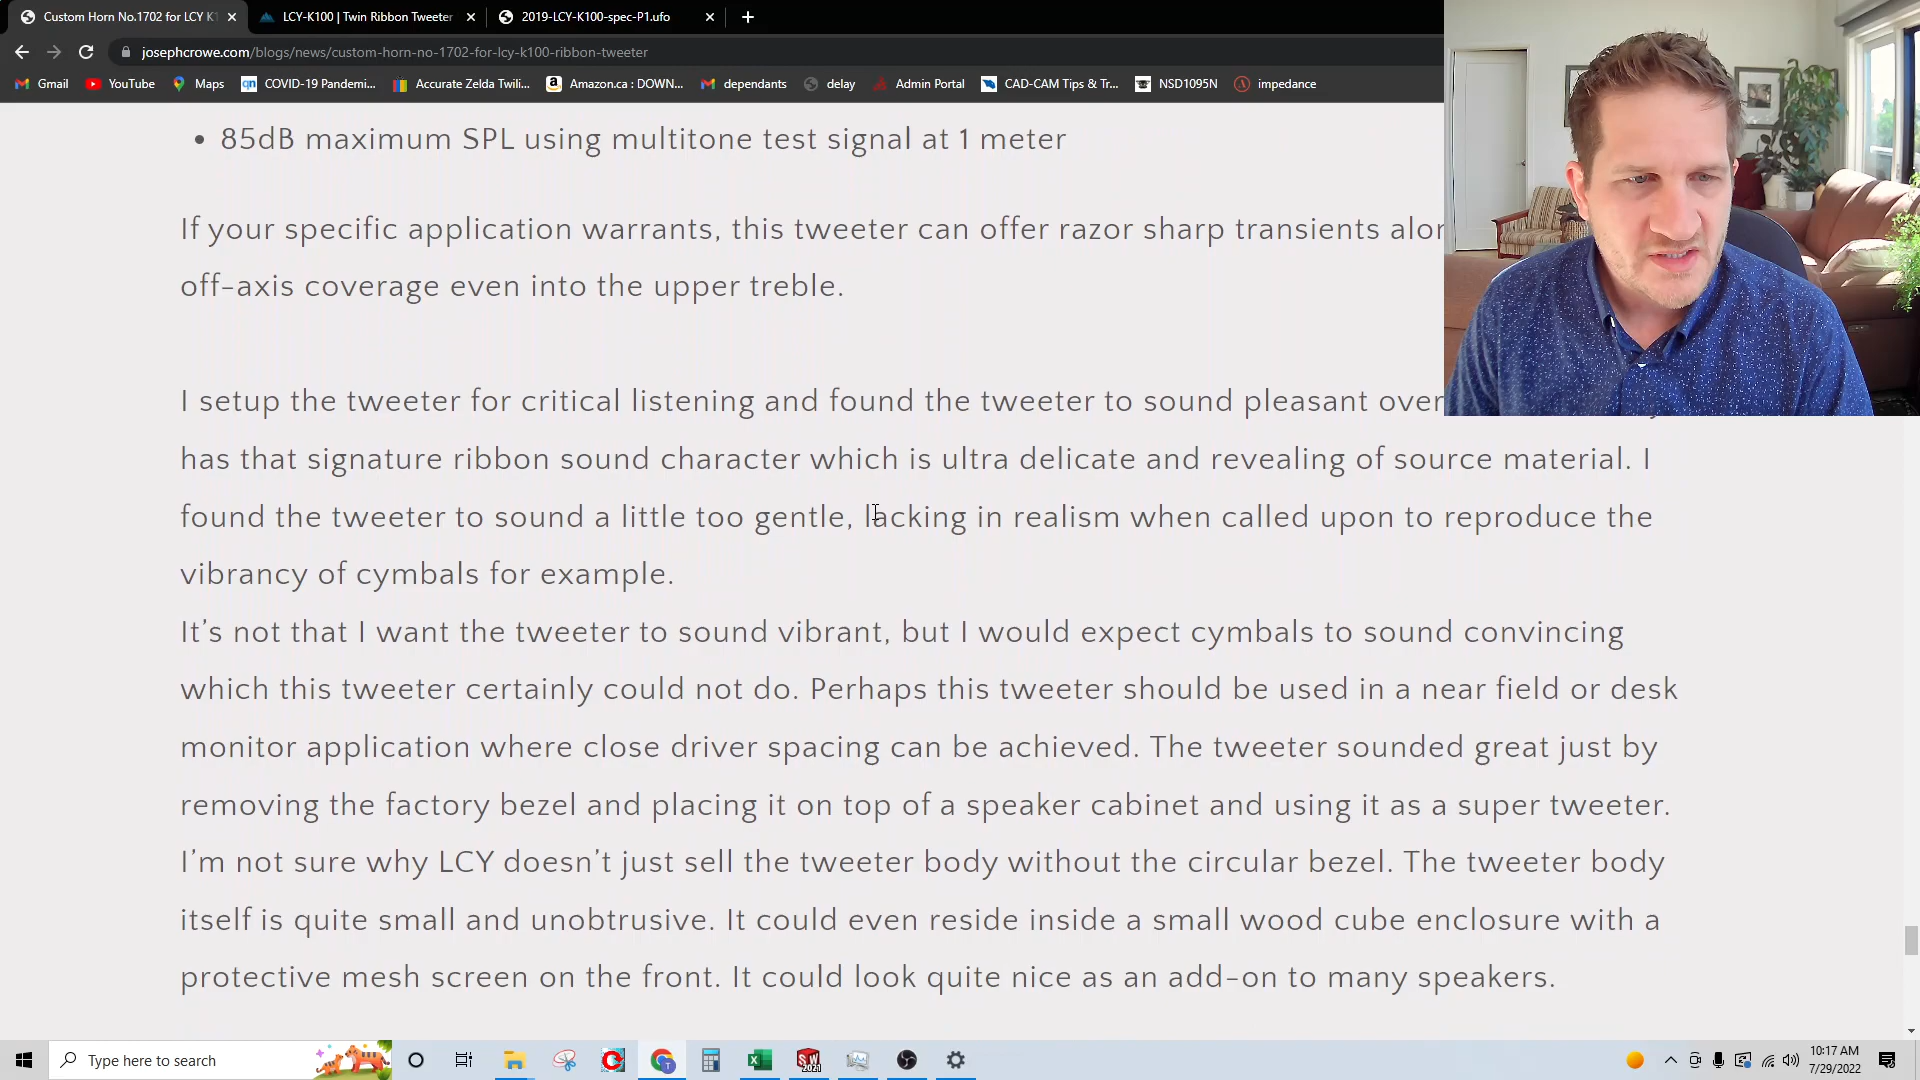 Custom Horn No.1702 for LCY K1
LCY-K100 | Twin Ribbon Tweeter
2019-LCY-K100-spec-P1.ufo
josephcrowe.com/blogs/news/custom-horn-no-1702-for-lcy-k100-ribbon-tweeter
Gmail YouTube Maps COVID-19 Pandemi... Accurate Zelda Twili... Amazon.ca : DOWN... dependants delay Admin Portal CAD-CAM Tips & Tr... NSD1095N impedance
• 85dB maximum SPL using multitone test signal at 1 meter
If your specific application warrants, this tweeter can offer razor sharp transients
off-axis coverage even into the upper treble.
I setup the tweeter for critical listening and found the tweeter to sound pleasant
has that signature ribbon sound character which is ultra delicate and revealing of source material. I
found the tweeter to sound a little too gentle, lacking in realism when called upon to reproduce the
vibrancy of cymbals for example.
It's not that I want the tweeter to sound vibrant, but I would expect cymbals to sound convincing
which this tweeter certainly could not do. Perhaps this tweeter should be used in a near field or desk
monitor application where close driver spacing can be achieved. The tweeter sounded great just by
removing the factory bezel and placing it on top of a speaker cabinet and using it as a super tweeter.
I'm not sure why LCY doesn't just sell the tweeter body without the circular bezel. The tweeter body
itself is quite small and unobtrusive. It could even reside inside a small wood cube enclosure with a
protective mesh screen on the front. It could look quite nice as an add-on to many speakers.
Type here to search
10:17 AM
7/29/2022